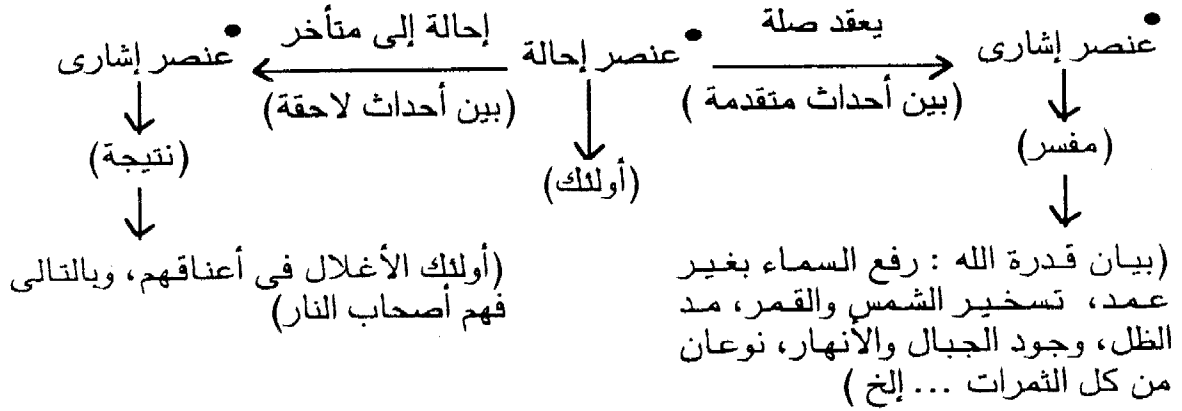 عنصر إشارى
يعقد صلة
(بين أحداث متقدمة )
عنصر إحالة
إحالة إلى متأخر
(بين أحداث لاحقة)
عنصر إشارى
(مفسر)
(أولئك)
(نتيجة)
(بيان قدرة الله : رفع السماء بغير
عمد، تسخير الشمس والقمر، مد
الظل، وجود الجبال والأنهار، نوعان
من كل الثمرات ... إلخ )
(أولئك الأغلال فى أعناقهم، وبالتالى
فهم أصحاب النار)